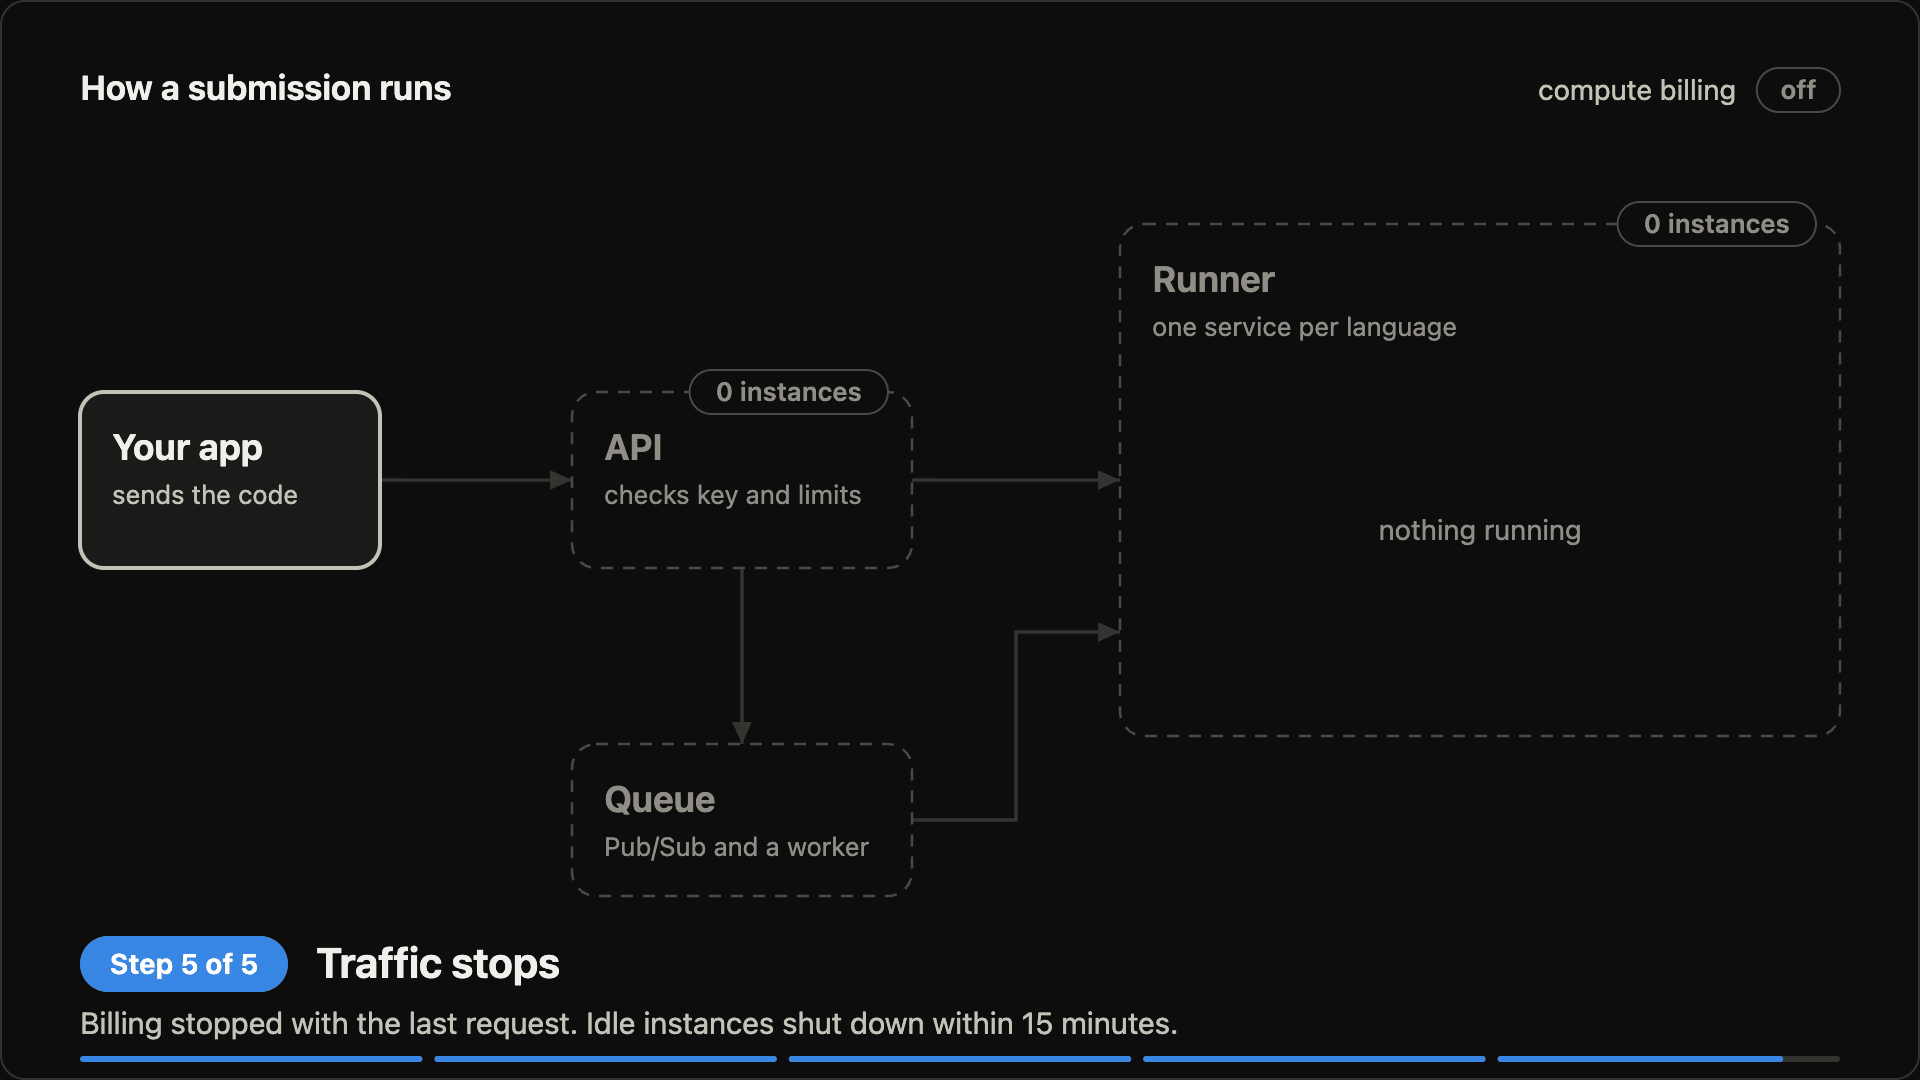 How a submission runs
compute billing off
0 instances
Runner
one service per language
0 instances
Your app
sends the code
API
checks key and limits
nothing running
Queue
Pub/Sub and a worker
Step 5 of 5
Traffic stops
Billing stopped with the last request. Idle instances shut down within 15 minutes.